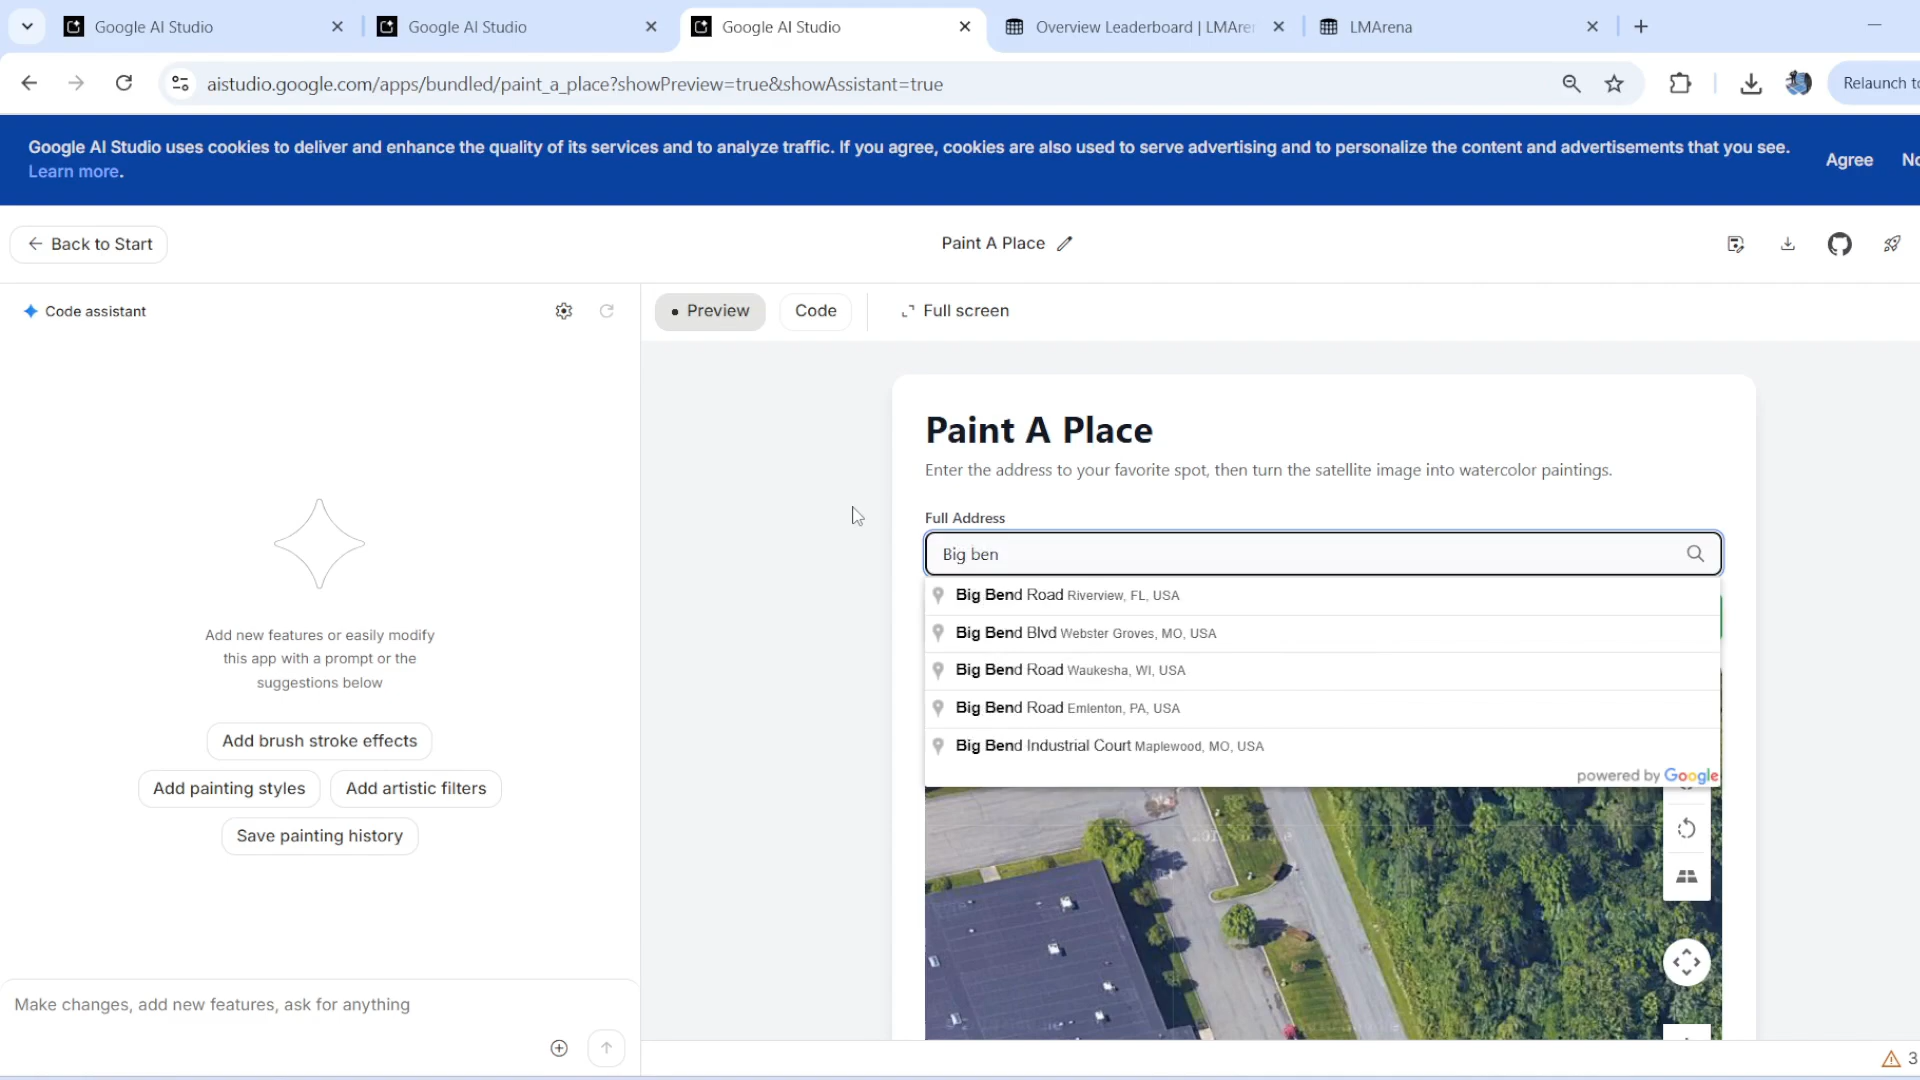 Google AI Studio
Google AI Studio
Google AI Studio
Overview Leaderboard | LMAre
LMArena
aistudio.google.com/apps/bundled/paint_a_place?showPreview=true&showAssistant=true
Relaunch to
Google AI Studio uses cookies to deliver and enhance the quality of its services and to analyze traffic. If you agree, cookies are also used to serve advertising and to personalize the content and advertisements that you see.
Learn more.
Agree
No
Back to Start
Paint A Place
Code assistant
Preview
Code
Full screen
Paint A Place
Enter the address to your favorite spot, then turn the satellite image into watercolor paintings.
Full Address
Big ben
Big Bend Road Riverview, FL, USA
Big Bend Blvd Webster Groves, MO, USA
Big Bend Road Waukesha, WI, USA
Big Bend Road Emlenton, PA, USA
Big Bend Industrial Court Maplewood, MO, USA
powered by Google
Add new features or easily modify
this app with a prompt or the
suggestions below
Add brush stroke effects
Add painting styles
Add artistic filters
Save painting history
Make changes, add new features, ask for anything
3